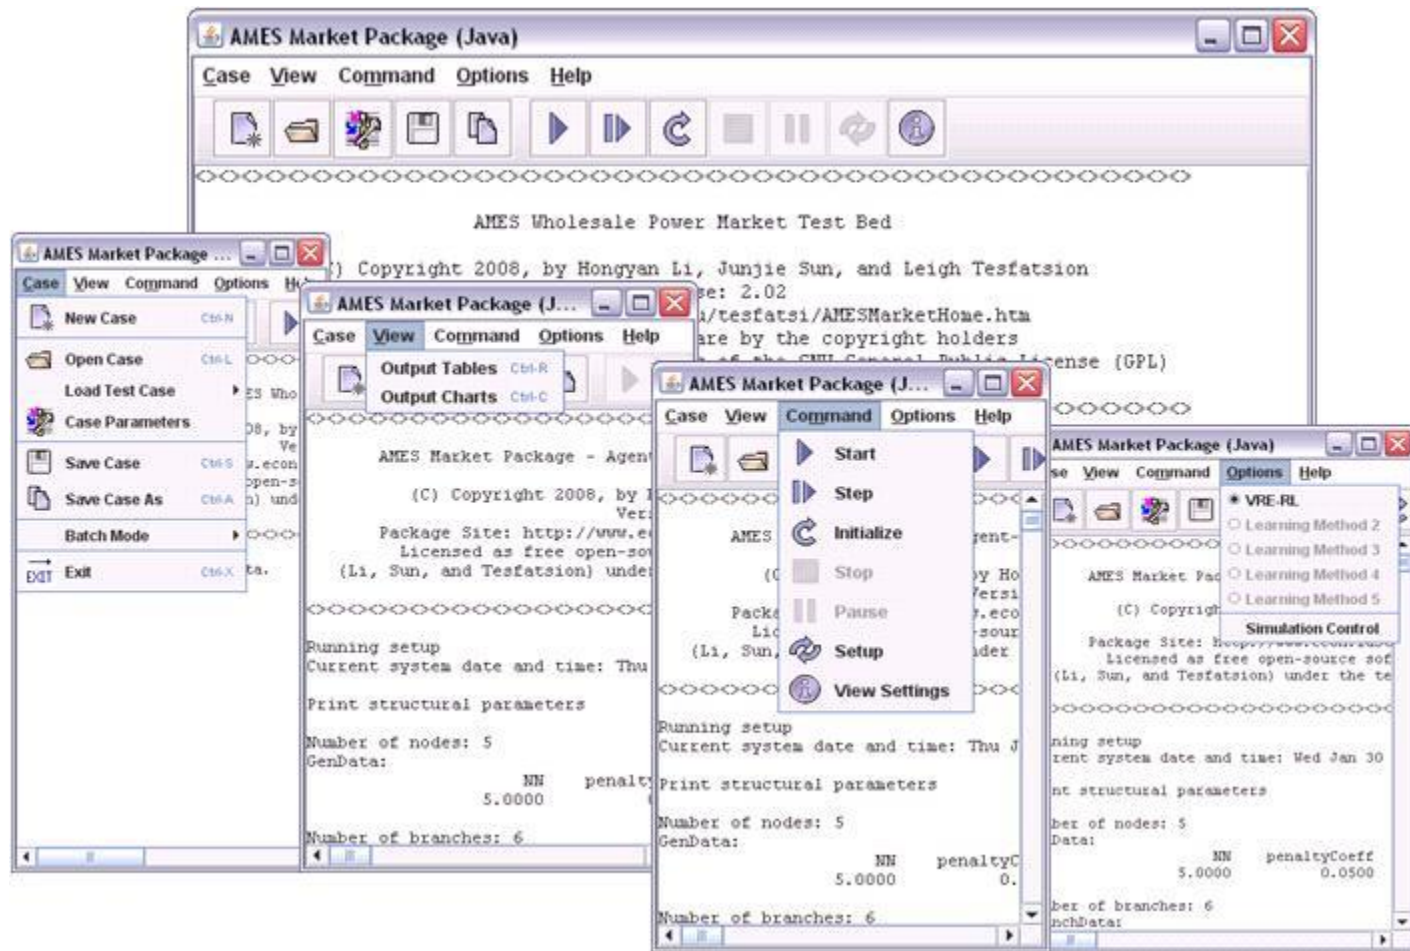 AMES Market Package (Java)
Case View Command Options Help
AMES Wholesale Power Market Test Bed
Copyright 2008, by Hongyan Li, Junjie Sun, and Leigh Tesfatsion
2.02
/tesfatsi/AMESMarketHome.htm
are by the copyright holders
of the GNU General Public License (GPL)
AMES Market Package ...
Case View Command Options
New Case Ctrl-N
Open Case Ctrl-L
Load Test Case
Case Parameters
Save Case Ctrl-S
Save Case As Ctrl-A
Batch Mode
EXIT Exit Ctrl-X
AMES Market Package (J...
Case View Command Options Help
Output Tables Ctrl-R
Output Charts Ctrl-C
AMES Market Package - Agent
(C) Copyright 2008, by
Package Site: http://www.ec
Licensed as free open-sou
(Li, Sun, and Tesfatsion) unde
Running setup
Current system date and time: Thu
Print structural parameters
Number of nodes: 5
GenData:
NN penalty
5.0000
Number of branches: 6
AMES Market Package (J...
Case View Command Options Help
Start
Step
Initialize
Stop
Pause
Setup
View Settings
AMES
(Li, Sun,
Running setup
Current system date and time: Thu J
Print structural parameters
Number of nodes: 5
GenData:
NN penaltyC
5.0000 0.
Number of branches: 6
AMES Market Package (Java)
View Command Options Help
VRE-RL
Learning Method 2
Learning Method 3
Learning Method 4
Learning Method 5
Simulation Control
AMES Market Pac
(C) Copyrigh
Package Site:
Licensed as free open-source sof
(Li, Sun, and Tesfatsion) under the te
ning setup
rent system date and time: Wed Jan 30
nt structural parameters
ber of nodes: 5
Data:
NN penaltyCoeff
5.0000 0.0500
ber of branches: 6
nchData: